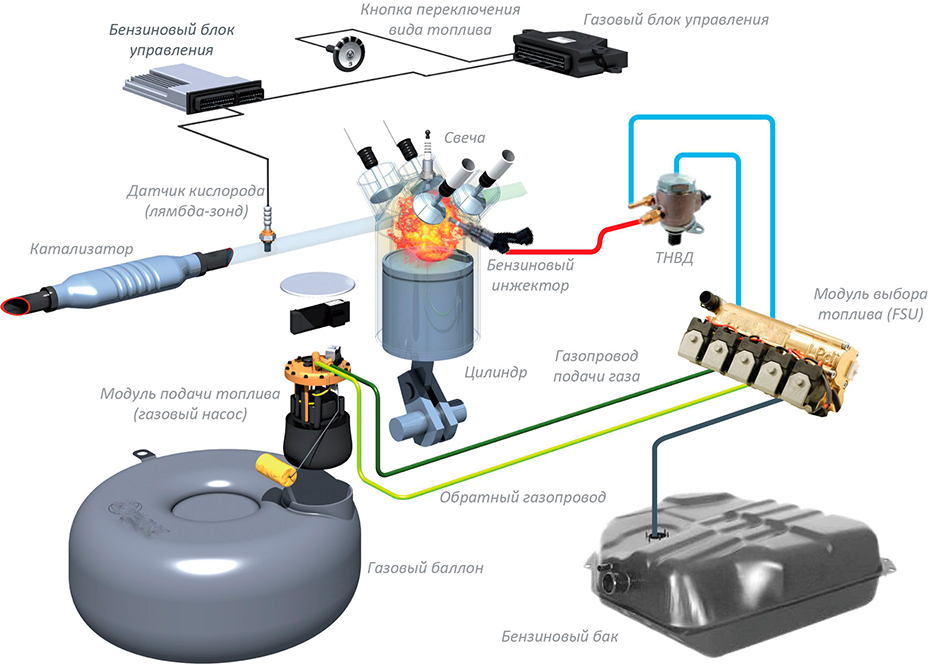 Кнопка переключения
вида топлива
Газовый блок управления
Бензиновый блок
управления
Свеча
Датчик кислорода
(лямбда-зонд)
Катализатор
ТНВД
Бензиновый
инжектор
Модуль выбора
топлива (FSU)
Газопровод
подачи газа
Цилиндр
Модуль подачи топлива
(газовый насос)
Обратный газопровод
Газовый баллон
Бензиновый бак